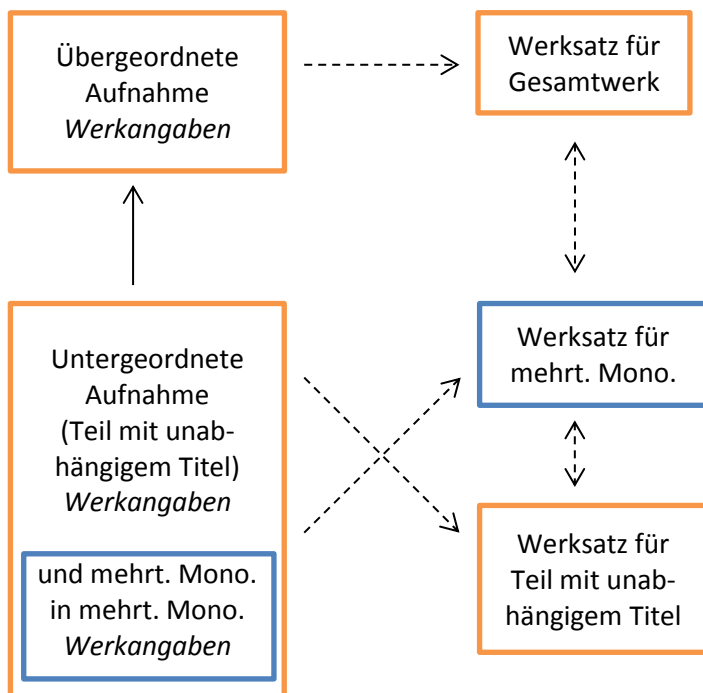 Übergeordnete
Aufnahme
Werkangaben
Werksatz für
Gesamtwerk
Untergeordnete
Aufnahme
(Teil mit unab-
hängigem Titel)
Werkangaben
und mehrt. Mono.
in mehrt. Mono.
Werkangaben
Werksatz für
mehrt. Mono.
Werksatz für
Teil mit unab-
hängigem Titel